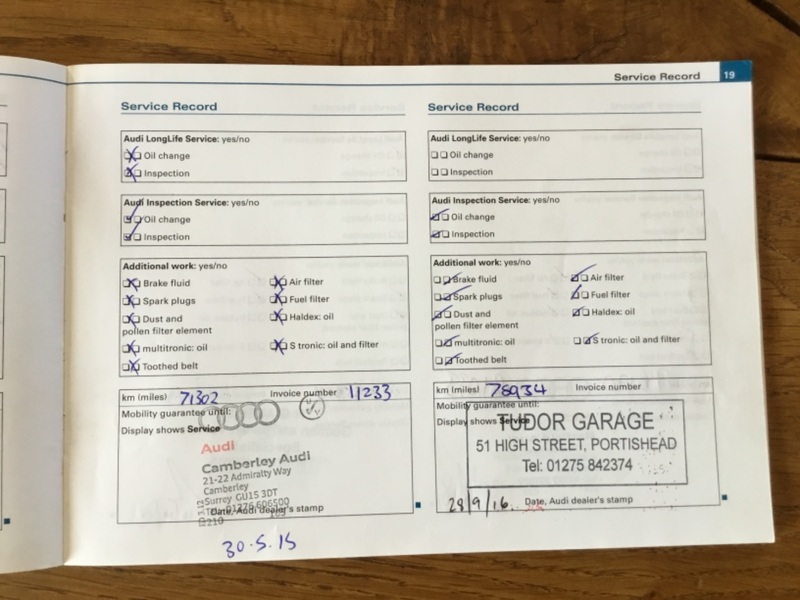 Service Record 19
Service Record
Audi LongLife Service: yes/no
Oil change
Inspection
Audi Inspection Service: yes/no
Oil change
Inspection
Additional work: yes/no
Brake fluid
Air filter
Spark plugs
Fuel filter
Dust and
pollen filter element
Haldex: oil
multitronic: oil
S tronic: oil and filter
Toothed belt
km (miles) 71302 Invoice number 11233
Mobility guarantee until:
Display shows Service
Audi
Camberley Audi
21-22 Admiralty Way
Camberley
Surrey GU15 3DT
Tel: 01276 606500
Date, Audi dealer's stamp
30.5.15
Service Record
Audi LongLife Service: yes/no
Oil change
Inspection
Audi Inspection Service: yes/no
Oil change
Inspection
Additional work: yes/no
Brake fluid
Air filter
Spark plugs
Fuel filter
Dust and
pollen filter element
Haldex: oil
multitronic: oil
S tronic: oil and filter
Toothed belt
km (miles) 78934 Invoice number
Mobility guarantee until:
Display shows Service
TUDOR GARAGE
51 HIGH STREET, PORTISHEAD
Tel: 01275 842374
28/9/16. Date, Audi dealer's stamp